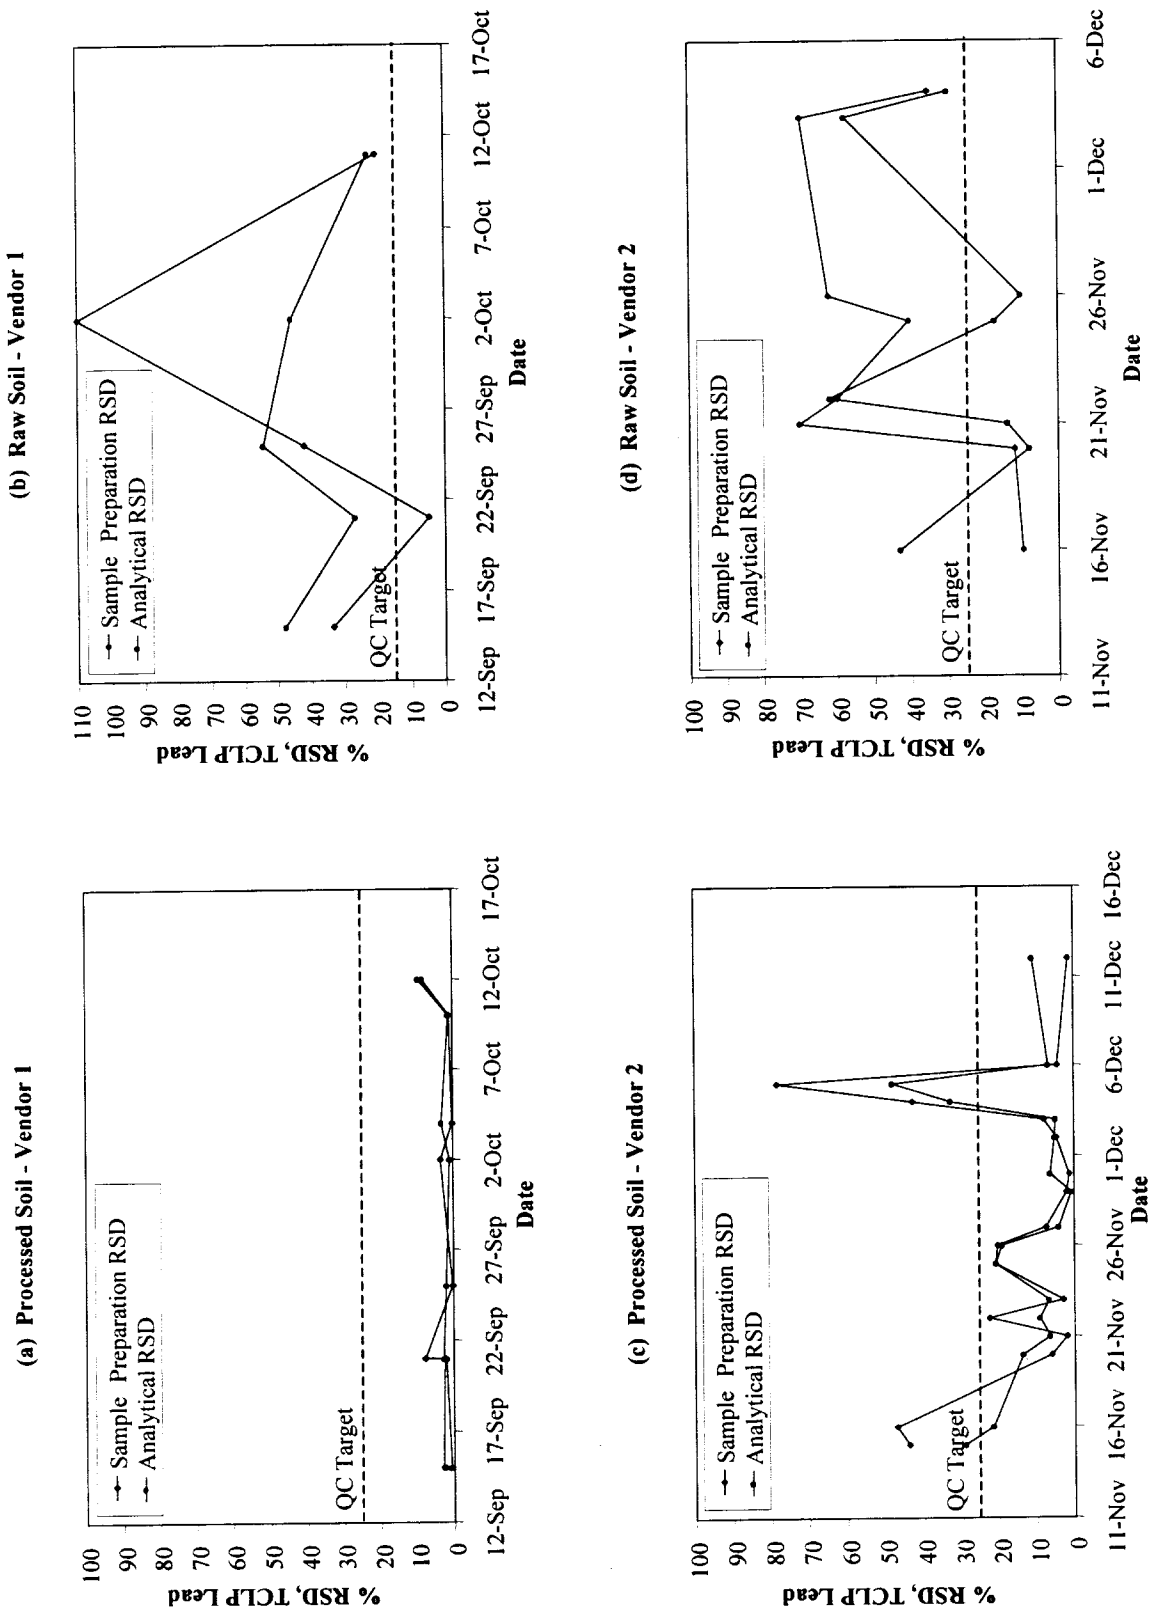 (a) Processed Soil - Vendor 1
% RSD, TCLP Lead
100
90
80
70
60
50
40
30
20
10
0
Sample Preparation RSD
Analytical RSD
QC Target
12-Sep
17-Sep
22-Sep
27-Sep
2-Oct
7-Oct
12-Oct
17-Oct
Date
(b) Raw Soil - Vendor 1
% RSD, TCLP Lead
110
100
90
80
70
60
50
40
30
20
10
0
Sample Preparation RSD
Analytical RSD
QC Target
12-Sep
17-Sep
22-Sep
27-Sep
2-Oct
7-Oct
12-Oct
17-Oct
Date
(c) Processed Soil - Vendor 2
% RSD, TCLP Lead
100
90
80
70
60
50
40
30
20
10
0
Sample Preparation RSD
Analytical RSD
QC Target
11-Nov
16-Nov
21-Nov
26-Nov
1-Dec
6-Dec
11-Dec
16-Dec
Date
(d) Raw Soil - Vendor 2
% RSD, TCLP Lead
100
90
80
70
60
50
40
30
20
10
0
Sample Preparation RSD
Analytical RSD
QC Target
11-Nov
16-Nov
21-Nov
26-Nov
1-Dec
6-Dec
Date